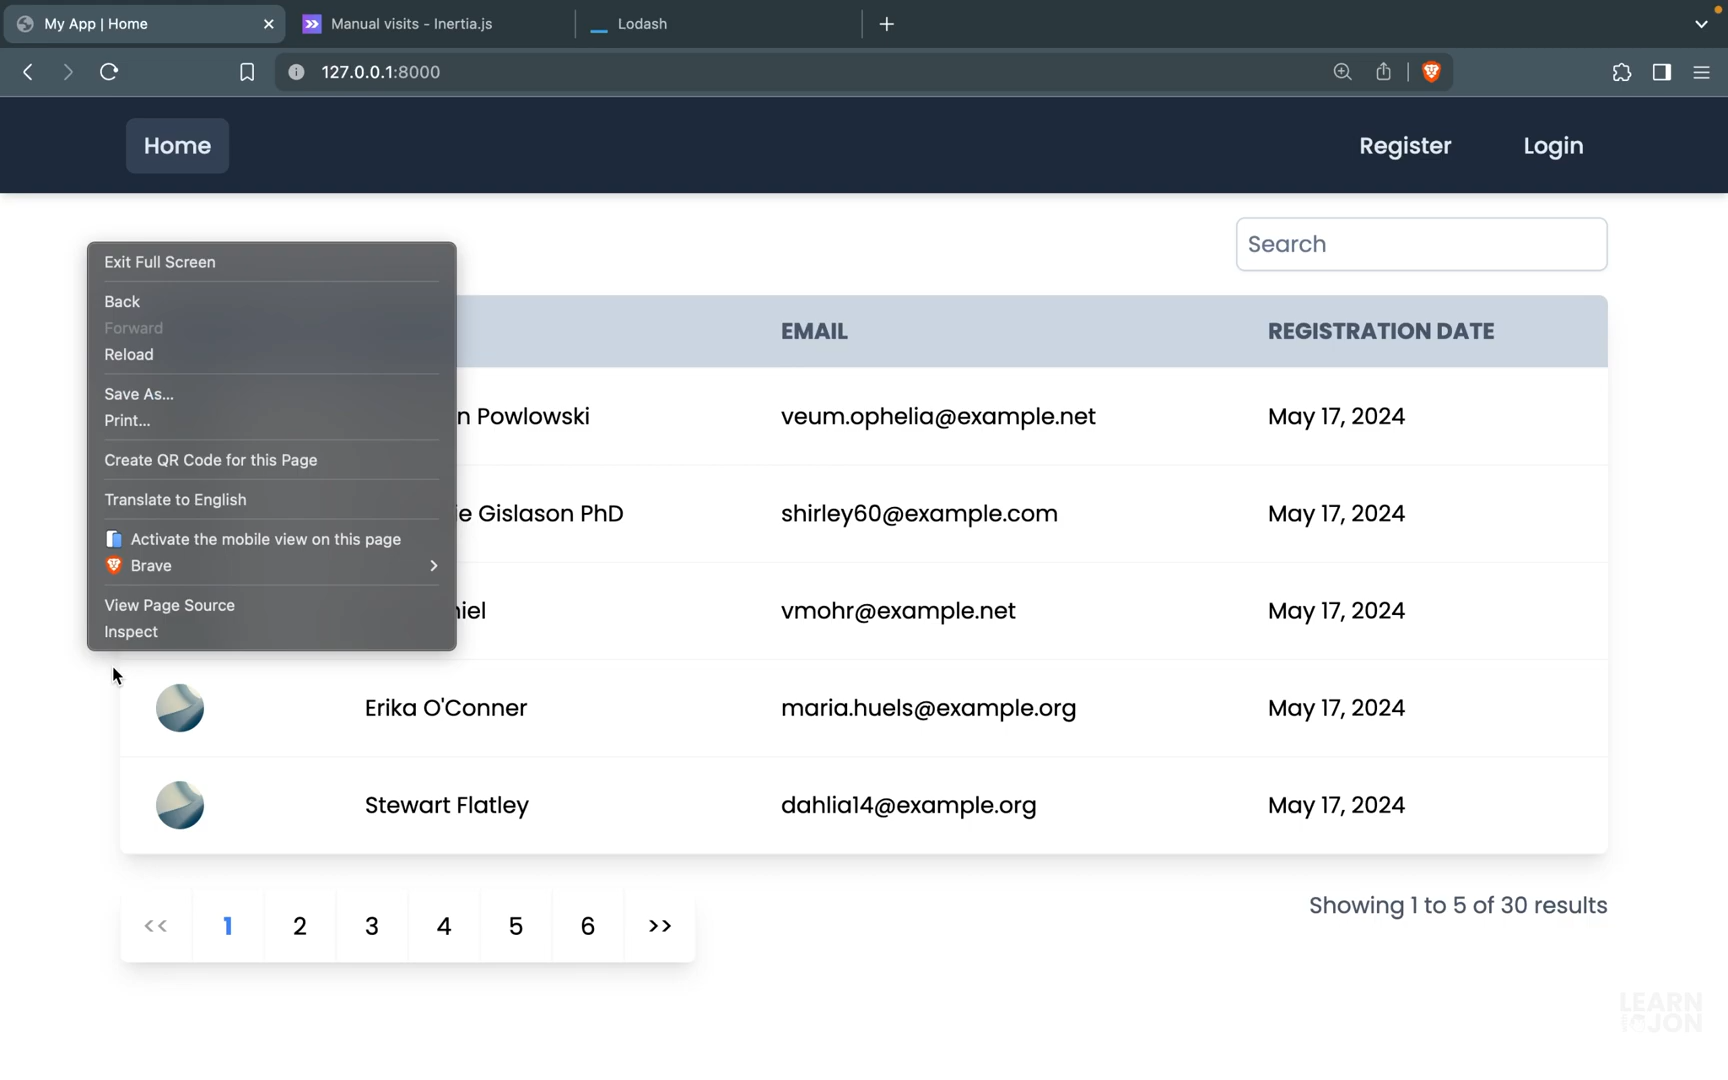 My App | Home
Manual visits - Inertia.js
Lodash
127.0.0.1:8000
Home
Register
Login
Search
Exit Full Screen
Back
Forward
Reload
Save As...
Print...
Create QR Code for this Page
Translate to English
Activate the mobile view on this page
Brave
View Page Source
Inspect
EMAIL
REGISTRATION DATE
n Powlowski
veum.ophelia@example.net
May 17, 2024
ie Gislason PhD
shirley60@example.com
May 17, 2024
niel
vmohr@example.net
May 17, 2024
Erika O'Conner
maria.huels@example.org
May 17, 2024
Stewart Flatley
dahlia14@example.org
May 17, 2024
<< 1 2 3 4 5 6 >>
Showing 1 to 5 of 30 results
LEARN
JON